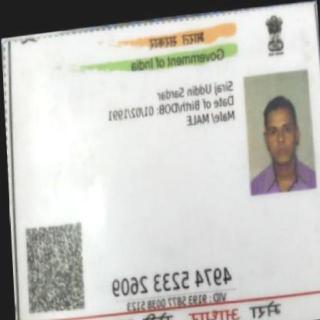 भारत सरकार
Government of India
Siraj Uddin Sardar
Date of Birth/DOB: 01/02/1991
Male/ MALE
4974 5233 2609
VID: 9193 5877 0038 5123
मेरा आधार